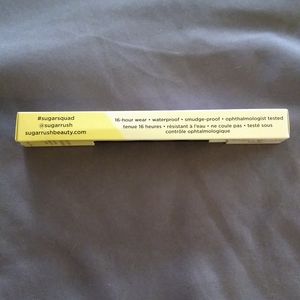 #sugarsquad
@sugarrush
sugarrushbeauty.com
16-hour wear • waterproof • smudge-proof • ophthalmologist tested
tenue 16 heures • résistant à l'eau • ne coule pas • testé sous
contrôle ophtalmologique